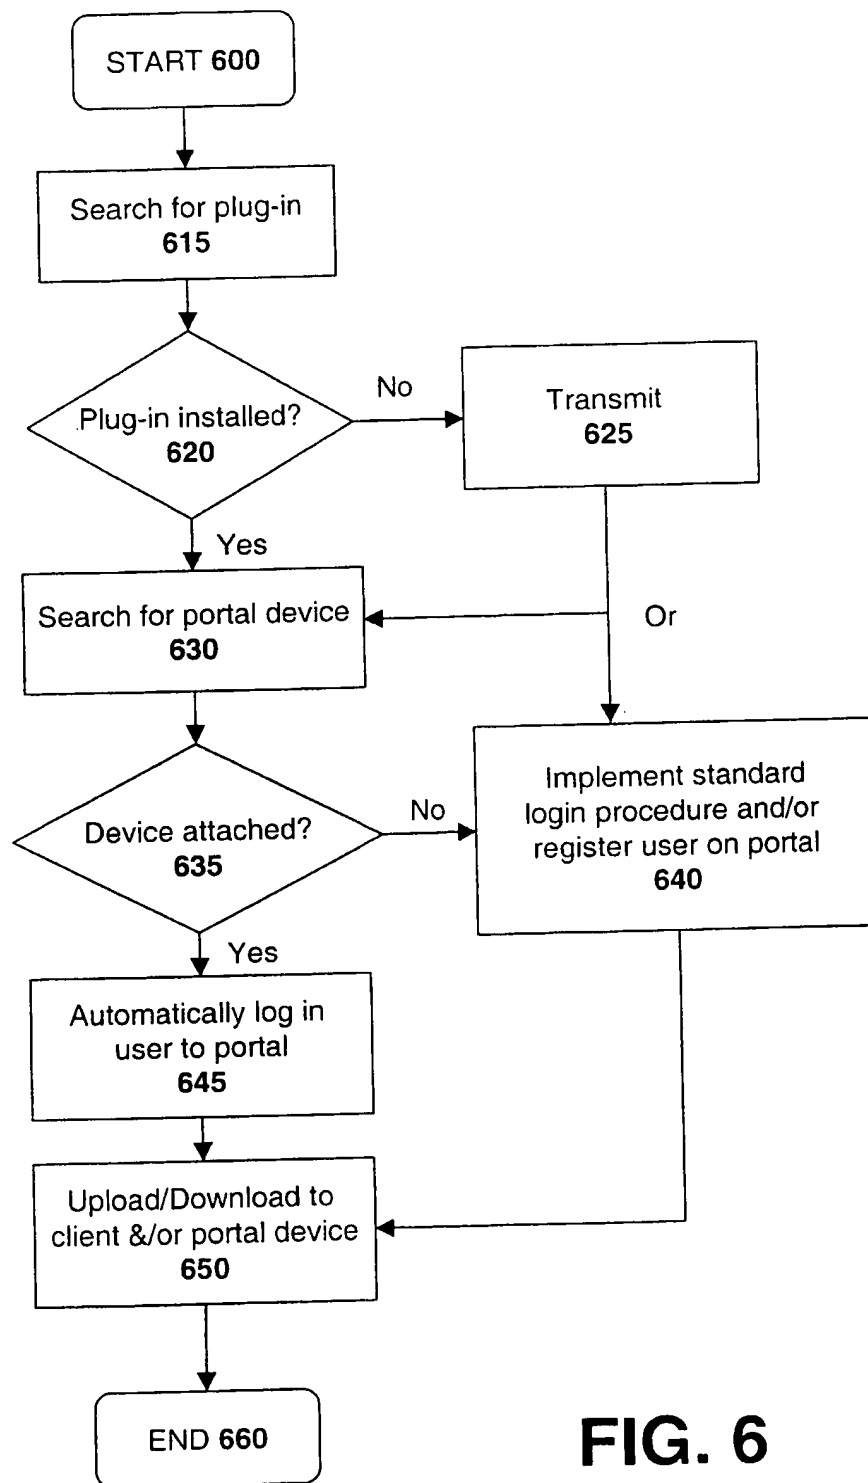 START 600
Search for plug-in
615
Plug-in installed?
620
No
Transmit
625
Yes
Search for portal device
630
Or
Device attached?
635
No
Implement standard
login procedure and/or
register user on portal
640
Yes
Automatically log in
user to portal
645
Upload/Download to
client &/or portal device
650
END 660
FIG. 6